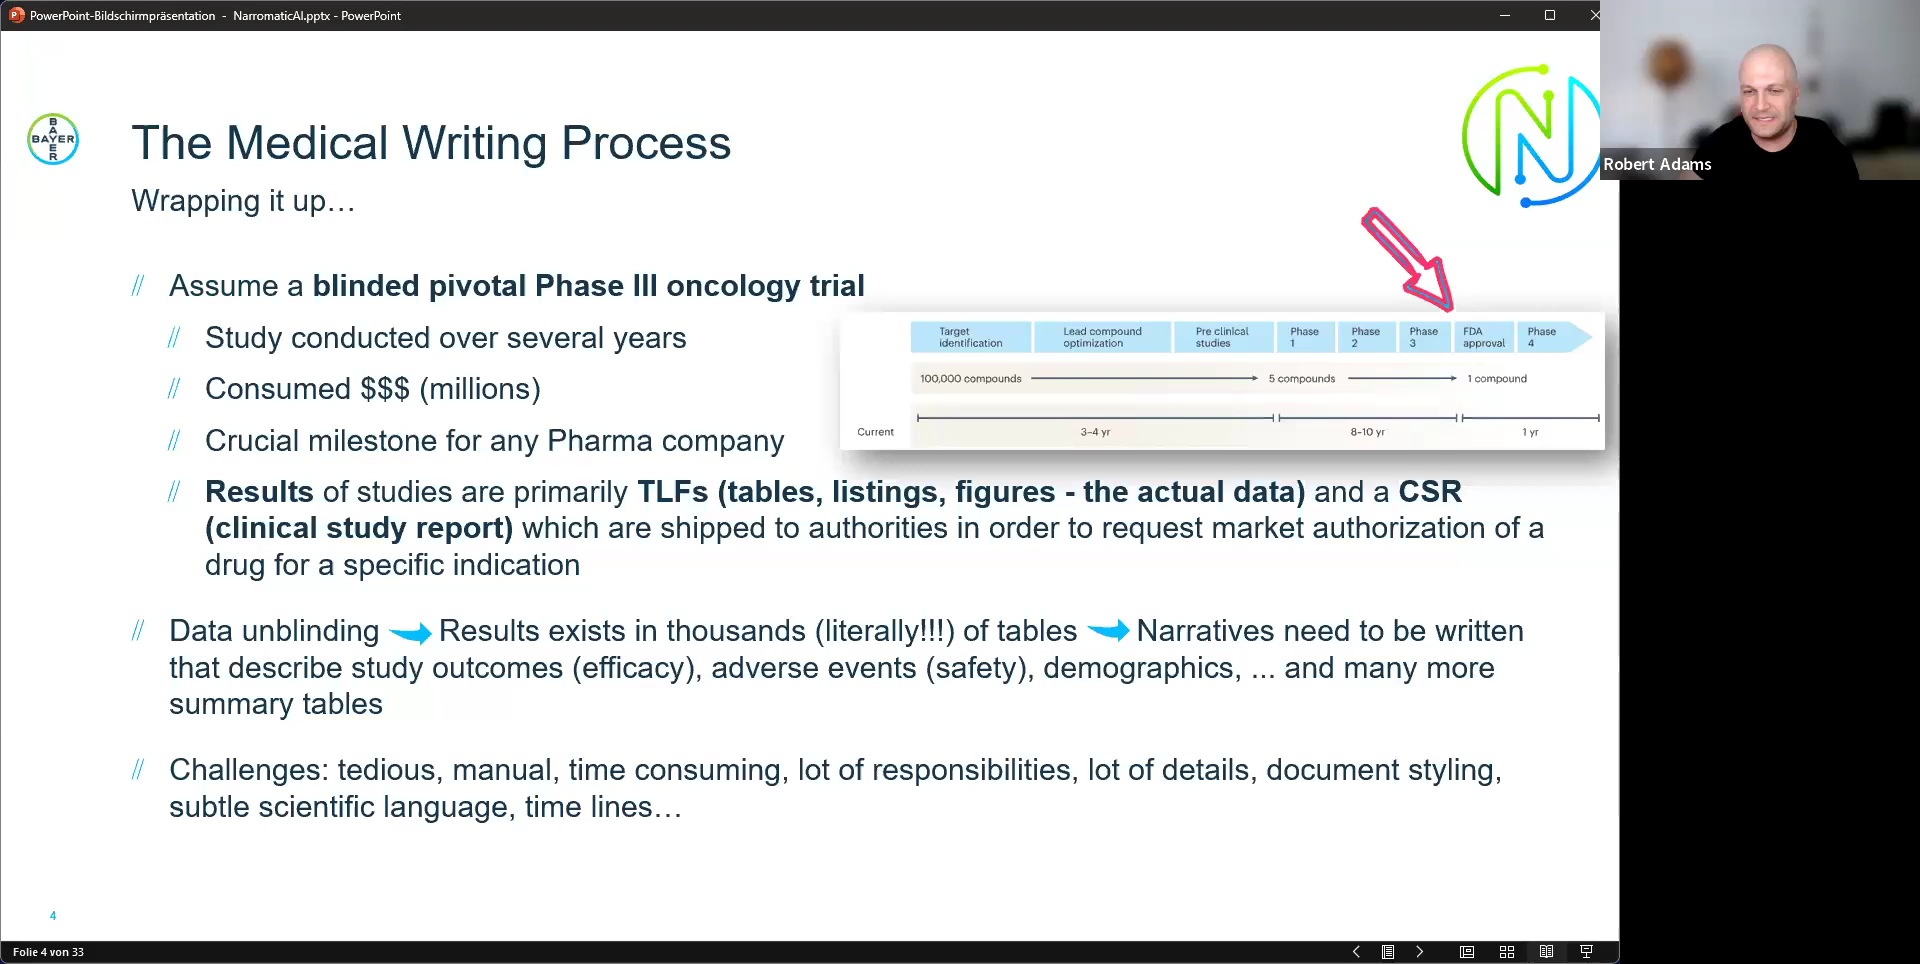 PowerPoint-Bildschirmpräsentation - NarromaticAI.pptx - PowerPoint
Robert Adams
BAYER
BAYER
The Medical Writing Process
Wrapping it up…
// Assume a blinded pivotal Phase III oncology trial
// Study conducted over several years
// Consumed $$$ (millions)
// Crucial milestone for any Pharma company
// Results of studies are primarily TLFs (tables, listings, figures - the actual data) and a CSR
(clinical study report) which are shipped to authorities in order to request market authorization of a
drug for a specific indication
Target identification
Lead compound optimization
Pre clinical studies
Phase 1
Phase 2
Phase 3
FDA approval
Phase 4
100,000 compounds
5 compounds
1 compound
Current
3-4 yr
8-10 yr
1 yr
// Data unblinding Results exists in thousands (literally!!!) of tables Narratives need to be written
that describe study outcomes (efficacy), adverse events (safety), demographics, ... and many more
summary tables
// Challenges: tedious, manual, time consuming, lot of responsibilities, lot of details, document styling,
subtle scientific language, time lines…
4
Folie 4 von 33